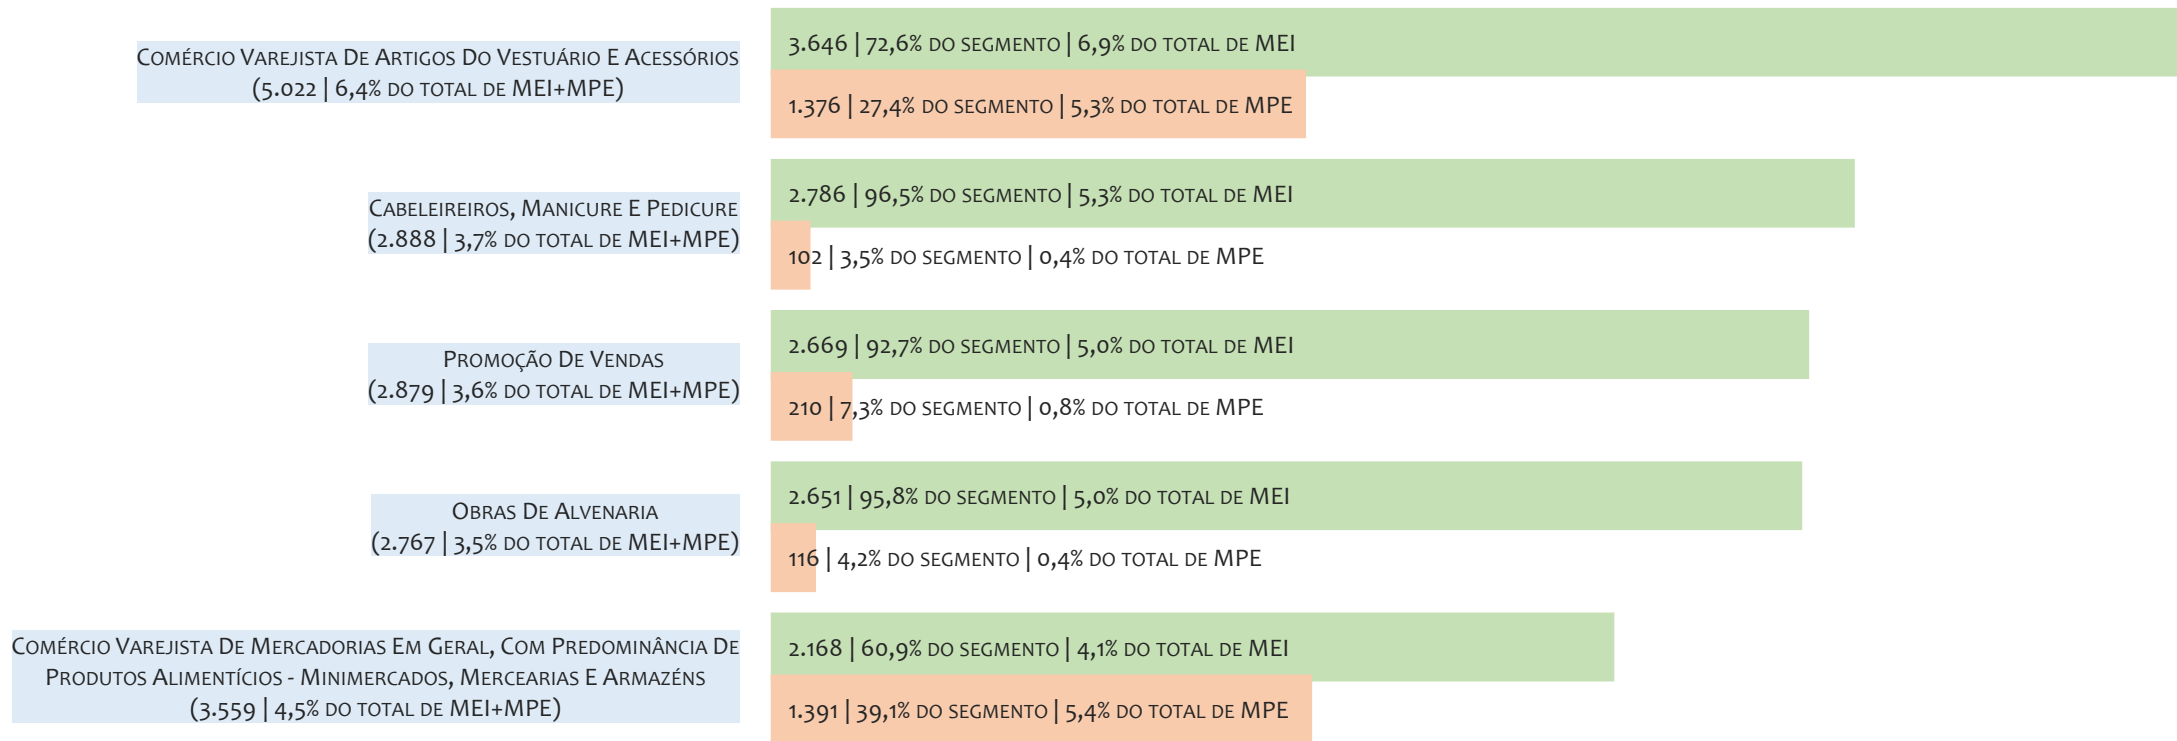 Comércio Varejista De Artigos Do Vestuário E Acessórios
(5.022 | 6,4% do total de MEI+MPE)
3.646 | 72,6% do segmento | 6,9% do total de MEI
1.376 | 27,4% do segmento | 5,3% do total de MPE
Cabeleireiros, Manicure E Pedicure
(2.888 | 3,7% do total de MEI+MPE)
2.786 | 96,5% do segmento | 5,3% do total de MEI
102 | 3,5% do segmento | 0,4% do total de MPE
Promoção De Vendas
(2.879 | 3,6% do total de MEI+MPE)
2.669 | 92,7% do segmento | 5,0% do total de MEI
210 | 7,3% do segmento | 0,8% do total de MPE
Obras De Alvenaria
(2.767 | 3,5% do total de MEI+MPE)
2.651 | 95,8% do segmento | 5,0% do total de MEI
116 | 4,2% do segmento | 0,4% do total de MPE
Comércio Varejista De Mercadorias Em Geral, Com Predominância De
Produtos Alimentícios - Minimercados, Mercearias E Armazéns
(3.559 | 4,5% do total de MEI+MPE)
2.168 | 60,9% do segmento | 4,1% do total de MEI
1.391 | 39,1% do segmento | 5,4% do total de MPE